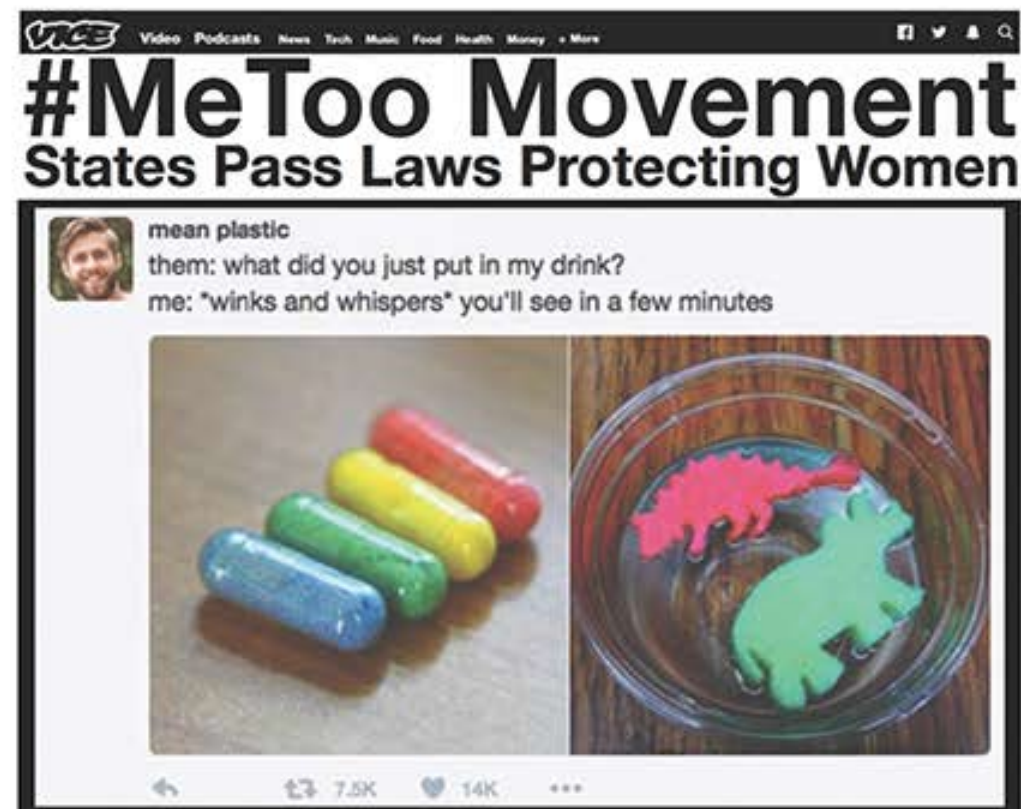 VICE Video Podcasts News Tech Music Food Health Money + More
#MeToo Movement
States Pass Laws Protecting Women
mean plastic
them: what did you just put in my drink?
me: *winks and whispers* you'll see in a few minutes
7.5K 14K